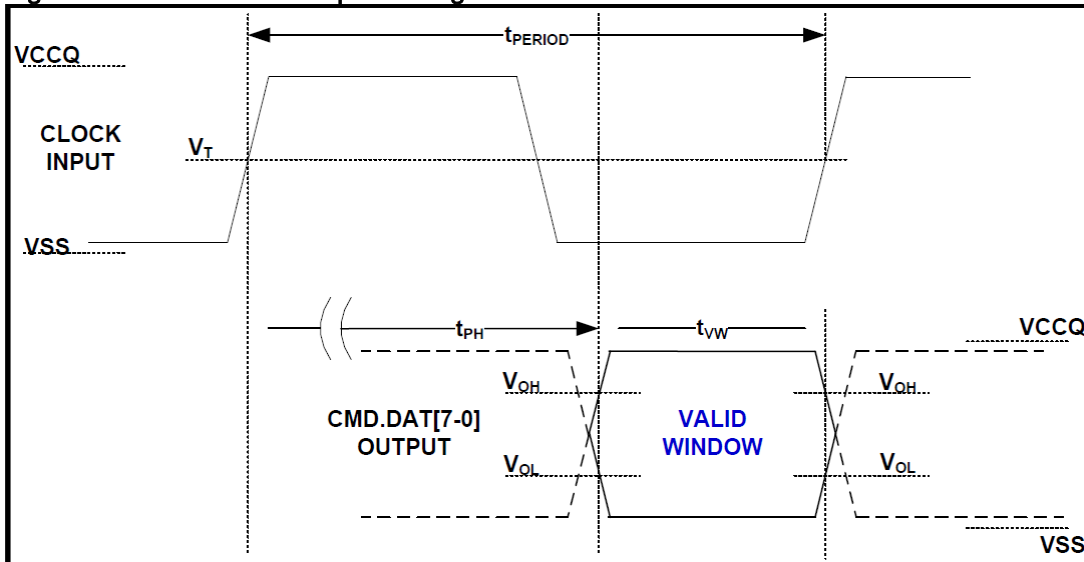 tPERIOD
VCCQ
CLOCK
INPUT
VT
VSS
tPH
tVW
VCCQ
VOH
VOH
CMD.DAT[7-0]
OUTPUT
VALID
WINDOW
VOL
VOL
VSS